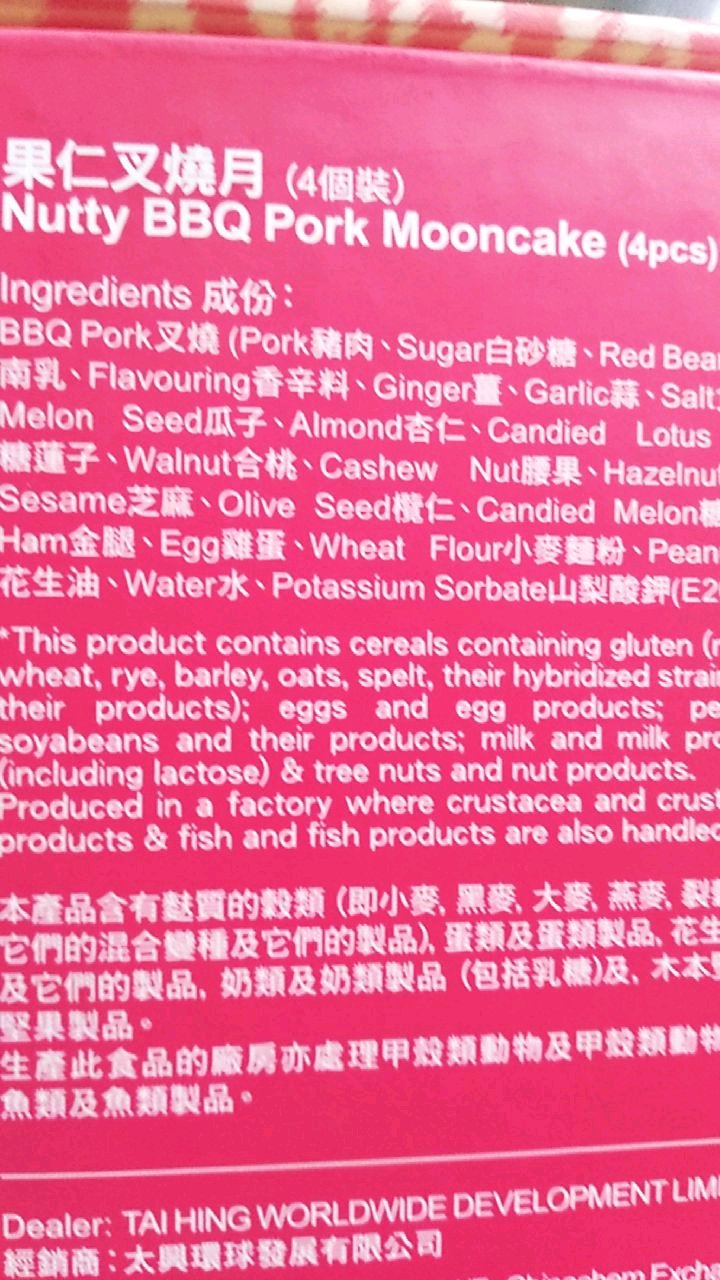 果仁叉燒月 (4個裝)
Nutty BBQ Pork Mooncake (4pcs)
Ingredients 成份：
BBQ Pork叉燒 (Pork豬肉、Sugar白砂糖、Red Bea
南乳、Flavouring香辛料、Ginger薑、Garlic蒜、Salt
Melon Seed瓜子、Almond杏仁、Candied Lotus
糖蓮子、Walnut合桃、Cashew Nut腰果、Hazelnu
Sesame芝麻、Olive Seed欖仁、Candied Melon糖
Ham金腿、Egg雞蛋、Wheat Flour小麥麵粉、Pean
花生油、Water水、Potassium Sorbate山梨酸鉀(E2
*This product contains cereals containing gluten (
wheat, rye, barley, oats, spelt, their hybridized strai
their products); eggs and egg products; pe
soyabeans and their products; milk and milk pro
(including lactose) & tree nuts and nut products.
Produced in a factory where crustacea and crust
products & fish and fish products are also handled
本產品含有麩質的穀類 (即小麥, 黑麥, 大麥, 燕麥, 裂
它們的混合變種及它們的製品), 蛋類及蛋類製品, 花生
及它們的製品, 奶類及奶類製品 (包括乳糖)及, 木本
堅果製品。
生產此食品的廠房亦處理甲殼類動物及甲殼類動物
魚類及魚類製品。
Dealer: TAI HING WORLDWIDE DEVELOPMENT LIM
經銷商：太興環球發展有限公司